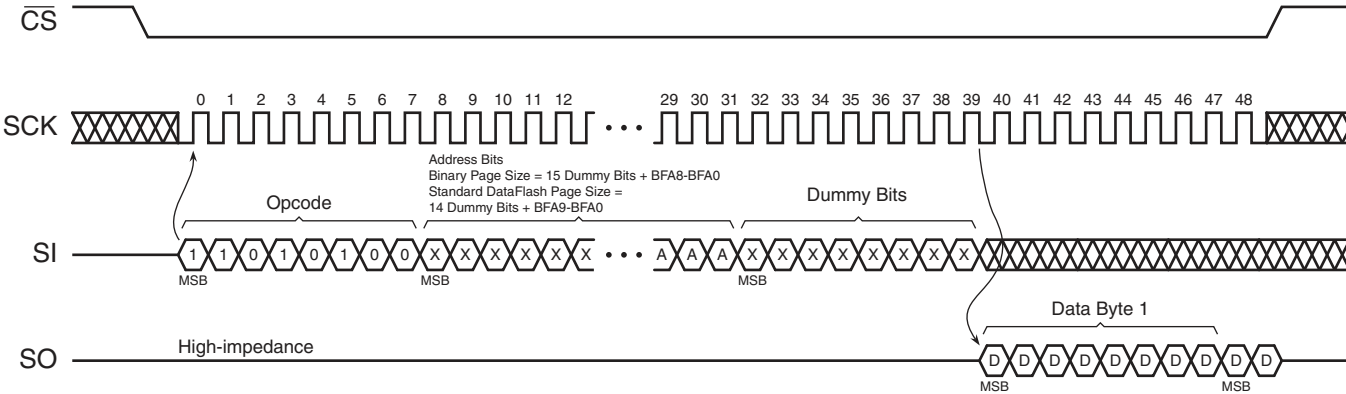 CS
0 1 2 3 4 5 6 7 8 9 10 11 12 29 30 31 32 33 34 35 36 37 38 39 40 41 42 43 44 45 46 47 48
SCK • • •
Address Bits
Binary Page Size = 15 Dummy Bits + BFA8-BFA0
Standard DataFlash Page Size =
14 Dummy Bits + BFA9-BFA0
Opcode Dummy Bits
SI 1 1 0 1 0 1 0 0 X X X X X X • • • A A A X X X X X X X X
MSB MSB MSB
Data Byte 1
High-impedance
SO D D D D D D D D D D
MSB MSB